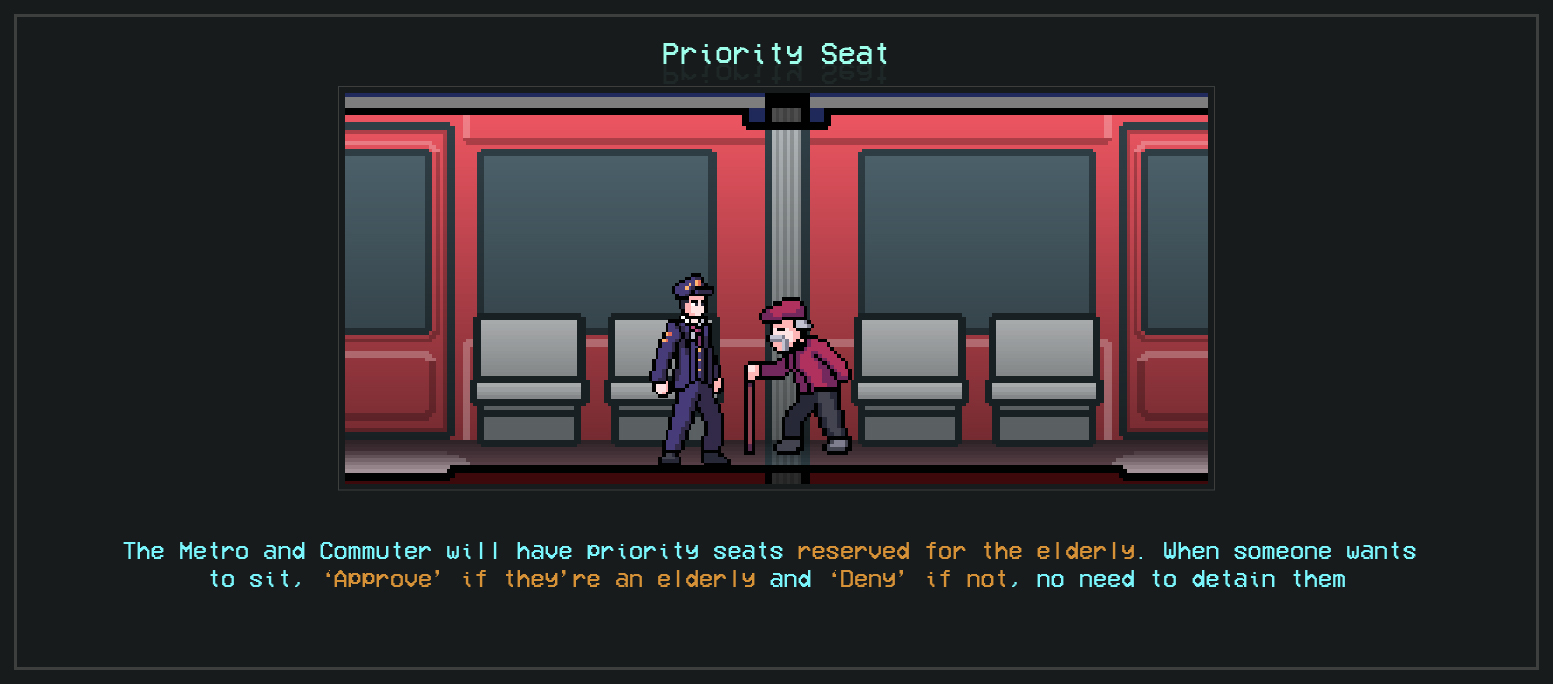 Priority Seat
The Metro and Commuter will have priority seats reserved for the elderly. When someone wants
to sit, ‘Approve’ if they’re an elderly and ‘Deny’ if not, no need to detain them